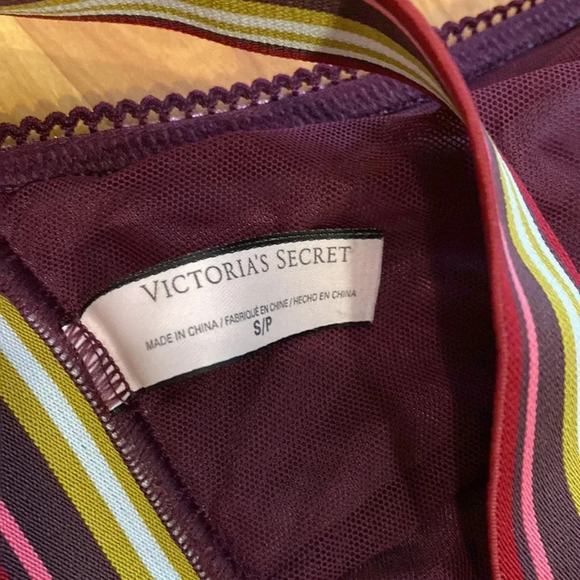 VICTORIA'S SECRET
MADE IN CHINA / FABRIQUÉ EN CHINE / HECHO EN CHINA
S/P